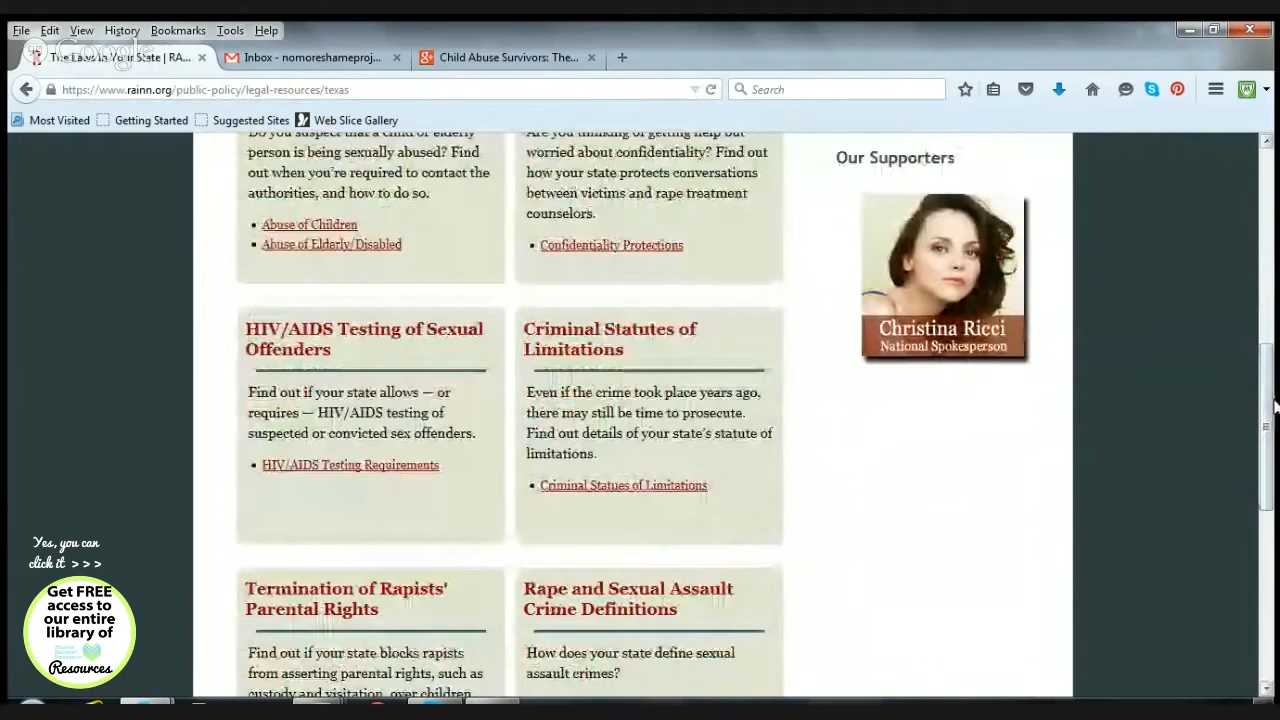 File Edit View History Bookmarks Tools Help
Google
The Laws In Your State | RA...
Inbox - nomoreshameproj...
Child Abuse Survivors: The...
https://www.rainn.org/public-policy/legal-resources/texas
Search
Most Visited Getting Started Suggested Sites Web Slice Gallery
Do you suspect that a child or elderly
person is being sexually abused? Find
out when you're required to contact the
authorities, and how to do so.
• Abuse of Children
• Abuse of Elderly/Disabled
Are you thinking of getting help but
worried about confidentiality? Find out
how your state protects conversations
between victims and rape treatment
counselors.
• Confidentiality Protections
Our Supporters
Christina Ricci
National Spokesperson
HIV/AIDS Testing of Sexual
Offenders
Find out if your state allows — or
requires — HIV/AIDS testing of
suspected or convicted sex offenders.
• HIV/AIDS Testing Requirements
Criminal Statutes of
Limitations
Even if the crime took place years ago,
there may still be time to prosecute.
Find out details of your state's statute of
limitations.
• Criminal Statues of Limitations
Termination of Rapists'
Parental Rights
Find out if your state blocks rapists
from asserting parental rights, such as
custody and visitation, over children
Rape and Sexual Assault
Crime Definitions
How does your state define sexual
assault crimes?
Yes, you can
click it > > >
Get FREE
access to
our entire
library of
Resources